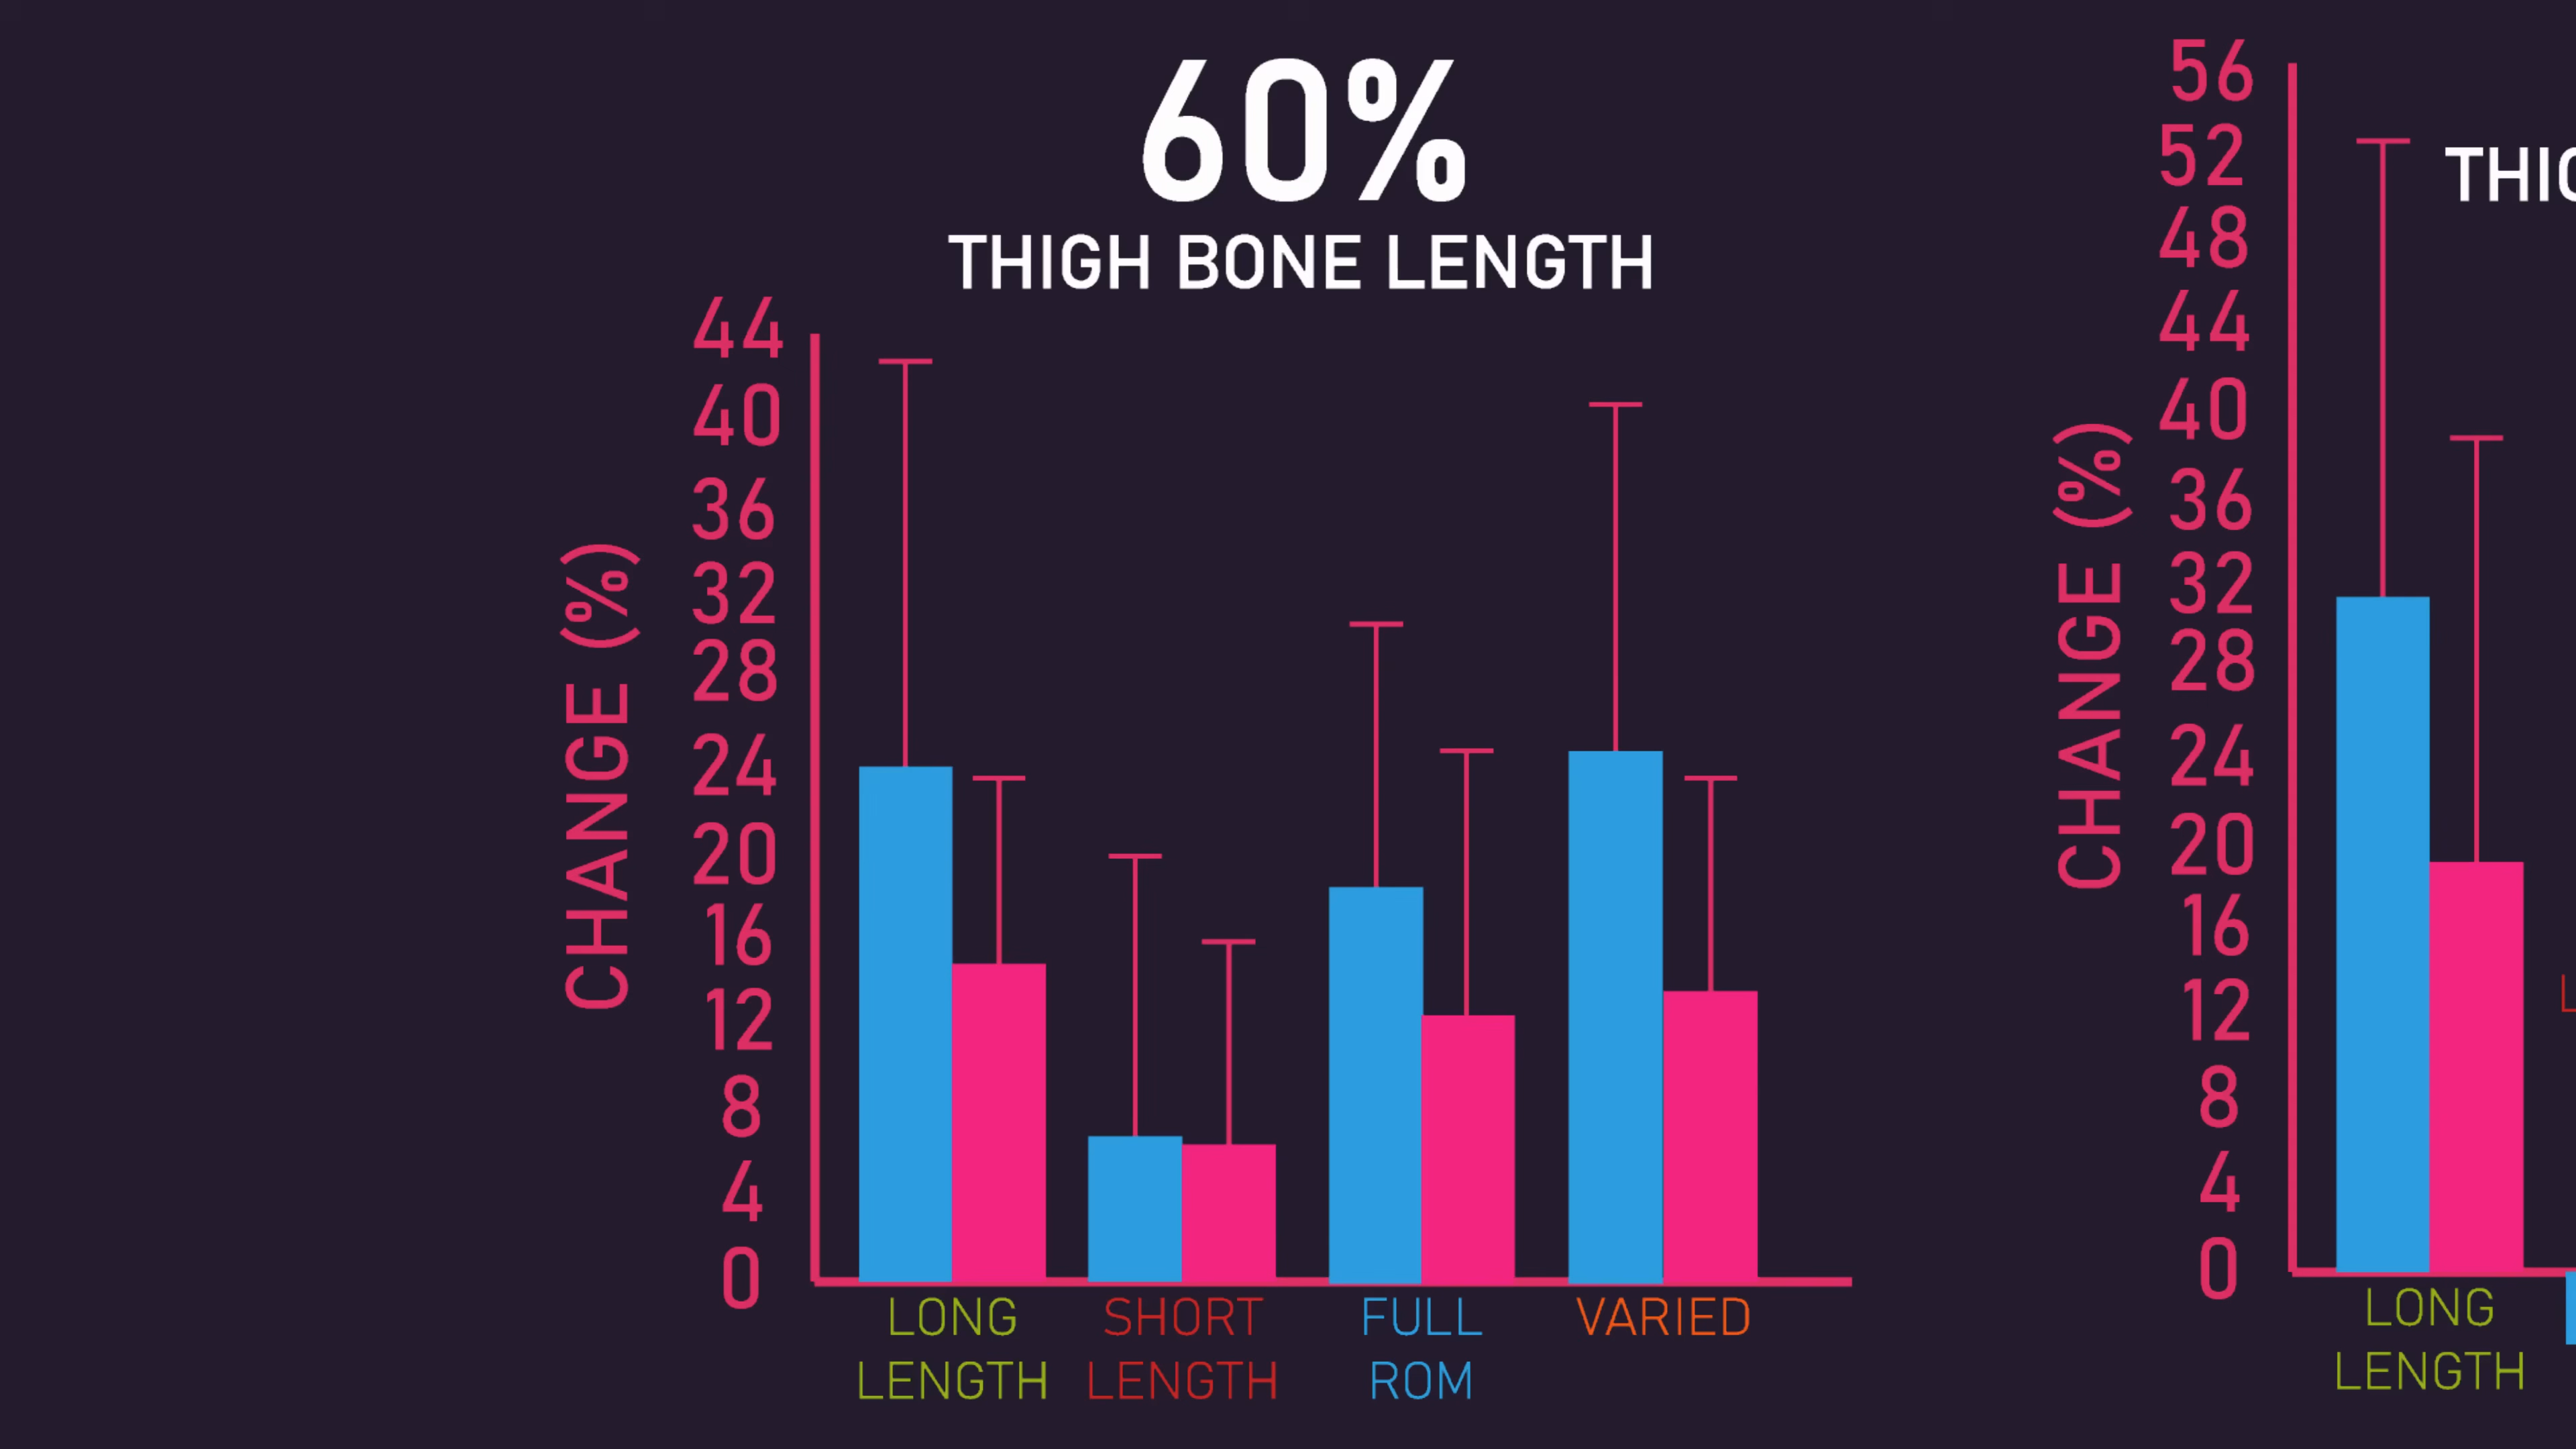 60%
THIGH BONE LENGTH
CHANGE (%)
44
40
36
32
28
24
20
16
12
8
4
0
LONG
LENGTH
SHORT
LENGTH
FULL
ROM
VARIED
CHANGE (%)
56
52
48
44
40
36
32
28
24
20
16
12
8
4
0
LONG
LENGTH